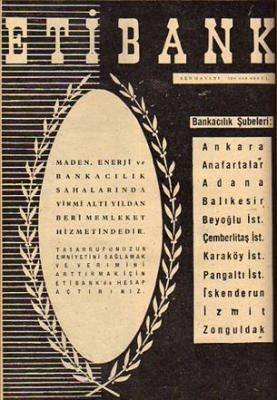 ETİBANK
SERMAYESİ
Bankacılık Şubeleri:
MADEN, ENERJİ ve
BANKACILIK
SAHALARINDA
YİRMİ ALTI YILDAN
BERİ MEMLEKET
HİZMETİNDEDİR.
TASARRUFUNUZUN
EMNİYETİNİ SAĞLAMAK
VE VERİMİNİ
ARTTIRMAK İÇİN
ETİBANK'da HESAP
AÇTIRINIZ.
Ankara
Anafartalar
Adana
Balıkesir
Beyoğlu İst.
Çemberlitaş İst.
Karaköy İst.
Pangaltı İst.
İskenderun
İzmit
Zonguldak